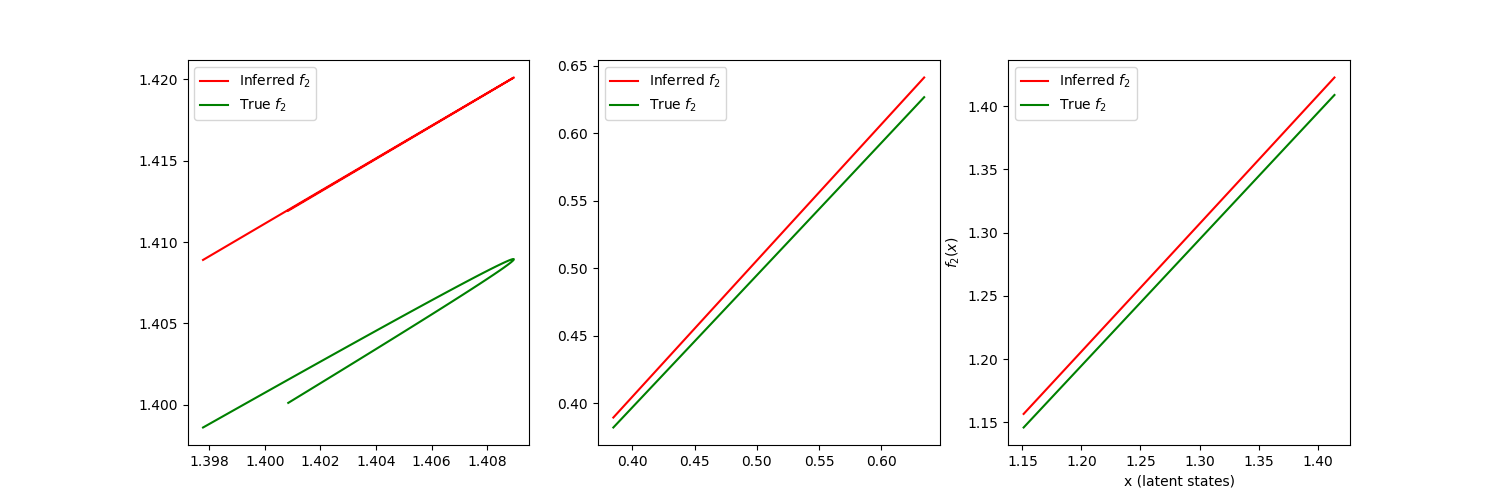 Inferred f₂
True f₂
1.420
1.415
1.410
1.405
1.400
1.398 1.400 1.402 1.404 1.406 1.408
Inferred f₂
True f₂
0.65
0.60
0.55
0.50
0.45
0.40
0.40 0.45 0.50 0.55 0.60
Inferred f₂
True f₂
f₂(x)
1.40
1.35
1.30
1.25
1.20
1.15
1.15 1.20 1.25 1.30 1.35 1.40
x (latent states)